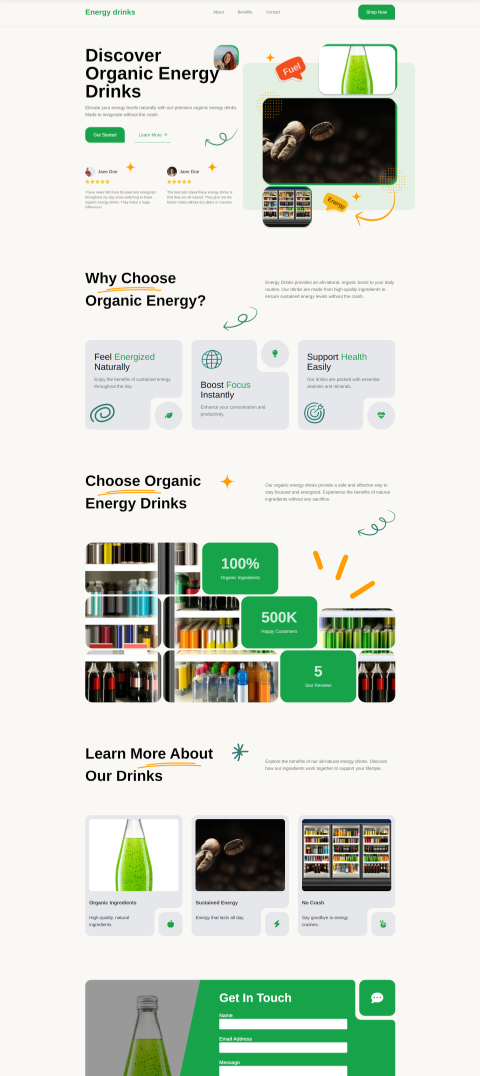 Energy drinks
About
Benefits
Contact
Shop Now
Discover
Organic Energy
Drinks
Elevate your energy levels naturally with our premium organic energy drinks.
Made to invigorate without the crash.
Get Started
Learn More
Fuel
Energy
Jane Doe
I have never felt more focused and energized
throughout my day since switching to these
organic energy drinks. They make a huge
difference!
Jane Doe
The best part about these energy drinks is
that they are all natural. They give me the
boost I need without any jitters or crashes.
Why Choose
Organic Energy?
Energy Drinks provides an all-natural, organic boost to your daily
routine. Our drinks are made from high-quality ingredients to
ensure sustained energy levels without the crash.
Feel Energized
Naturally
Enjoy the benefits of sustained energy
throughout the day.
Boost Focus
Instantly
Enhance your concentration and
productivity.
Support Health
Easily
Our drinks are packed with essential
vitamins and minerals.
Choose Organic
Energy Drinks
Our organic energy drinks provide a safe and effective way to
stay focused and energized. Experience the benefits of natural
ingredients without any sacrifice.
100%
Organic Ingredients
500K
Happy Customers
5
Star Reviews
Learn More About
Our Drinks
Explore the benefits of our all-natural energy drinks. Discover
how our ingredients work together to support your lifestyle.
Organic Ingredients
High-quality, natural
ingredients.
Sustained Energy
Energy that lasts all day.
No Crash
Say goodbye to energy
crashes.
Get In Touch
Name
Email Address
Message